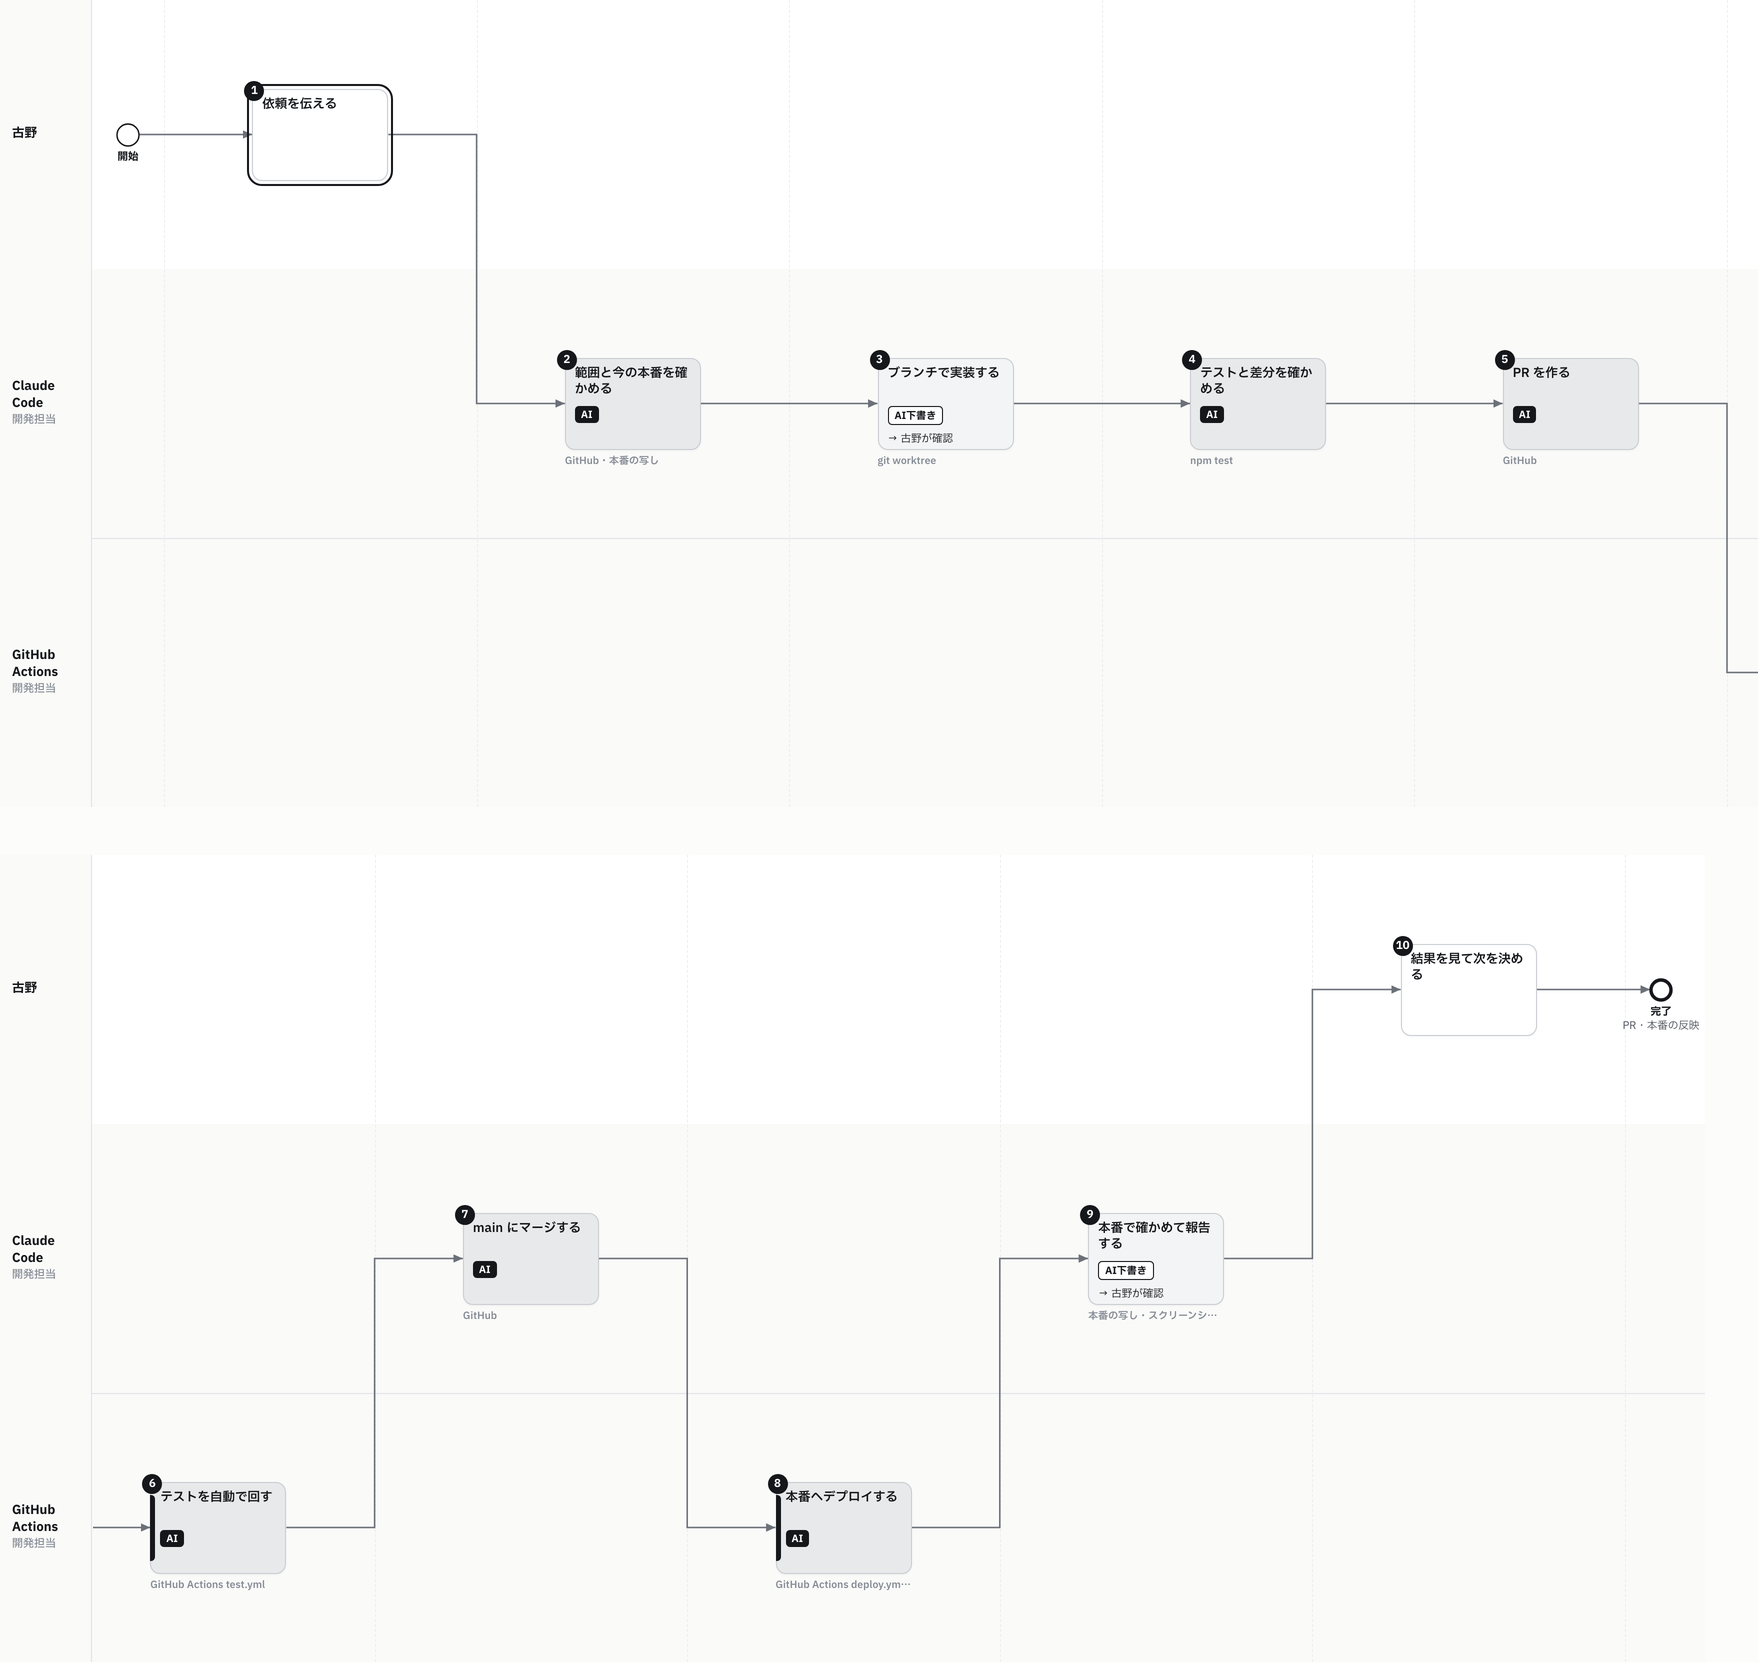 古野
開始
1
依頼を伝える
Claude
Code
開発担当
2
範囲と今の本番を確
かめる
AI
GitHub・本番の写し
3
ブランチで実装する
AI下書き
→ 古野が確認
git worktree
4
テストと差分を確か
める
AI
npm test
5
PR を作る
AI
GitHub
GitHub
Actions
開発担当
古野
10
結果を見て次を決め
る
完了
PR・本番の反映
Claude
Code
開発担当
7
main にマージする
AI
GitHub
9
本番で確かめて報告
する
AI下書き
→ 古野が確認
本番の写し・スクリーンシ…
GitHub
Actions
開発担当
6
テストを自動で回す
AI
GitHub Actions test.yml
8
本番へデプロイする
AI
GitHub Actions deploy.ym…